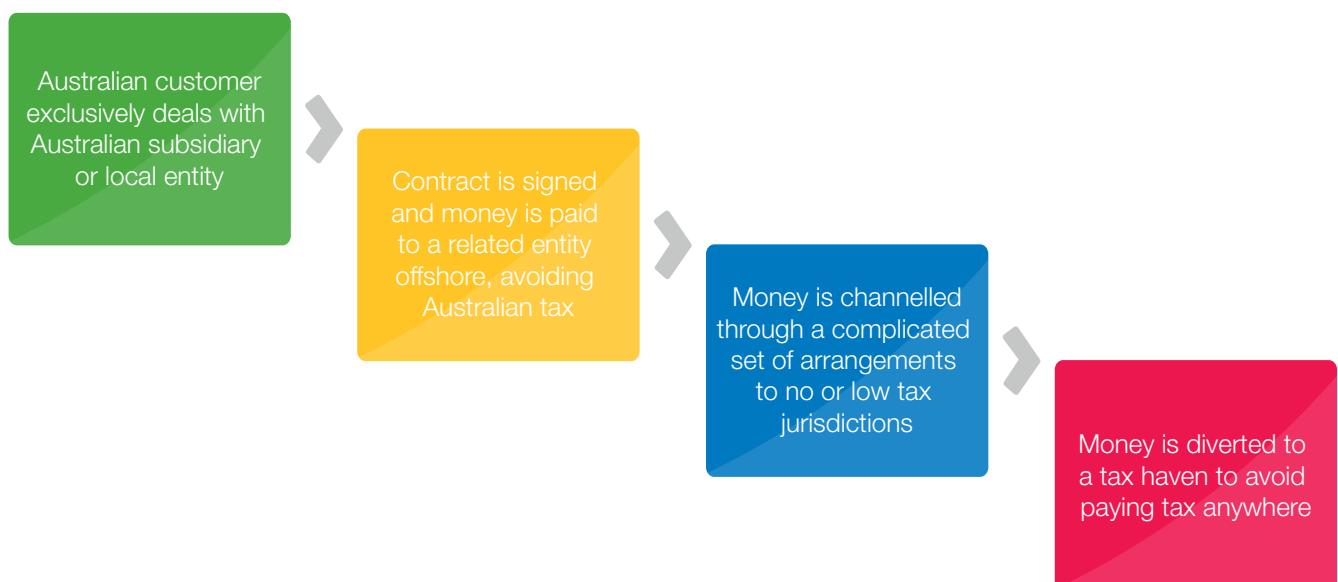 Australian customer
exclusively deals with
Australian subsidiary
or local entity
Contract is signed
and money is paid
to a related entity
offshore, avoiding
Australian tax
Money is channelled
through a complicated
set of arrangements
to no or low tax
jurisdictions
Money is diverted to
a tax haven to avoid
paying tax anywhere